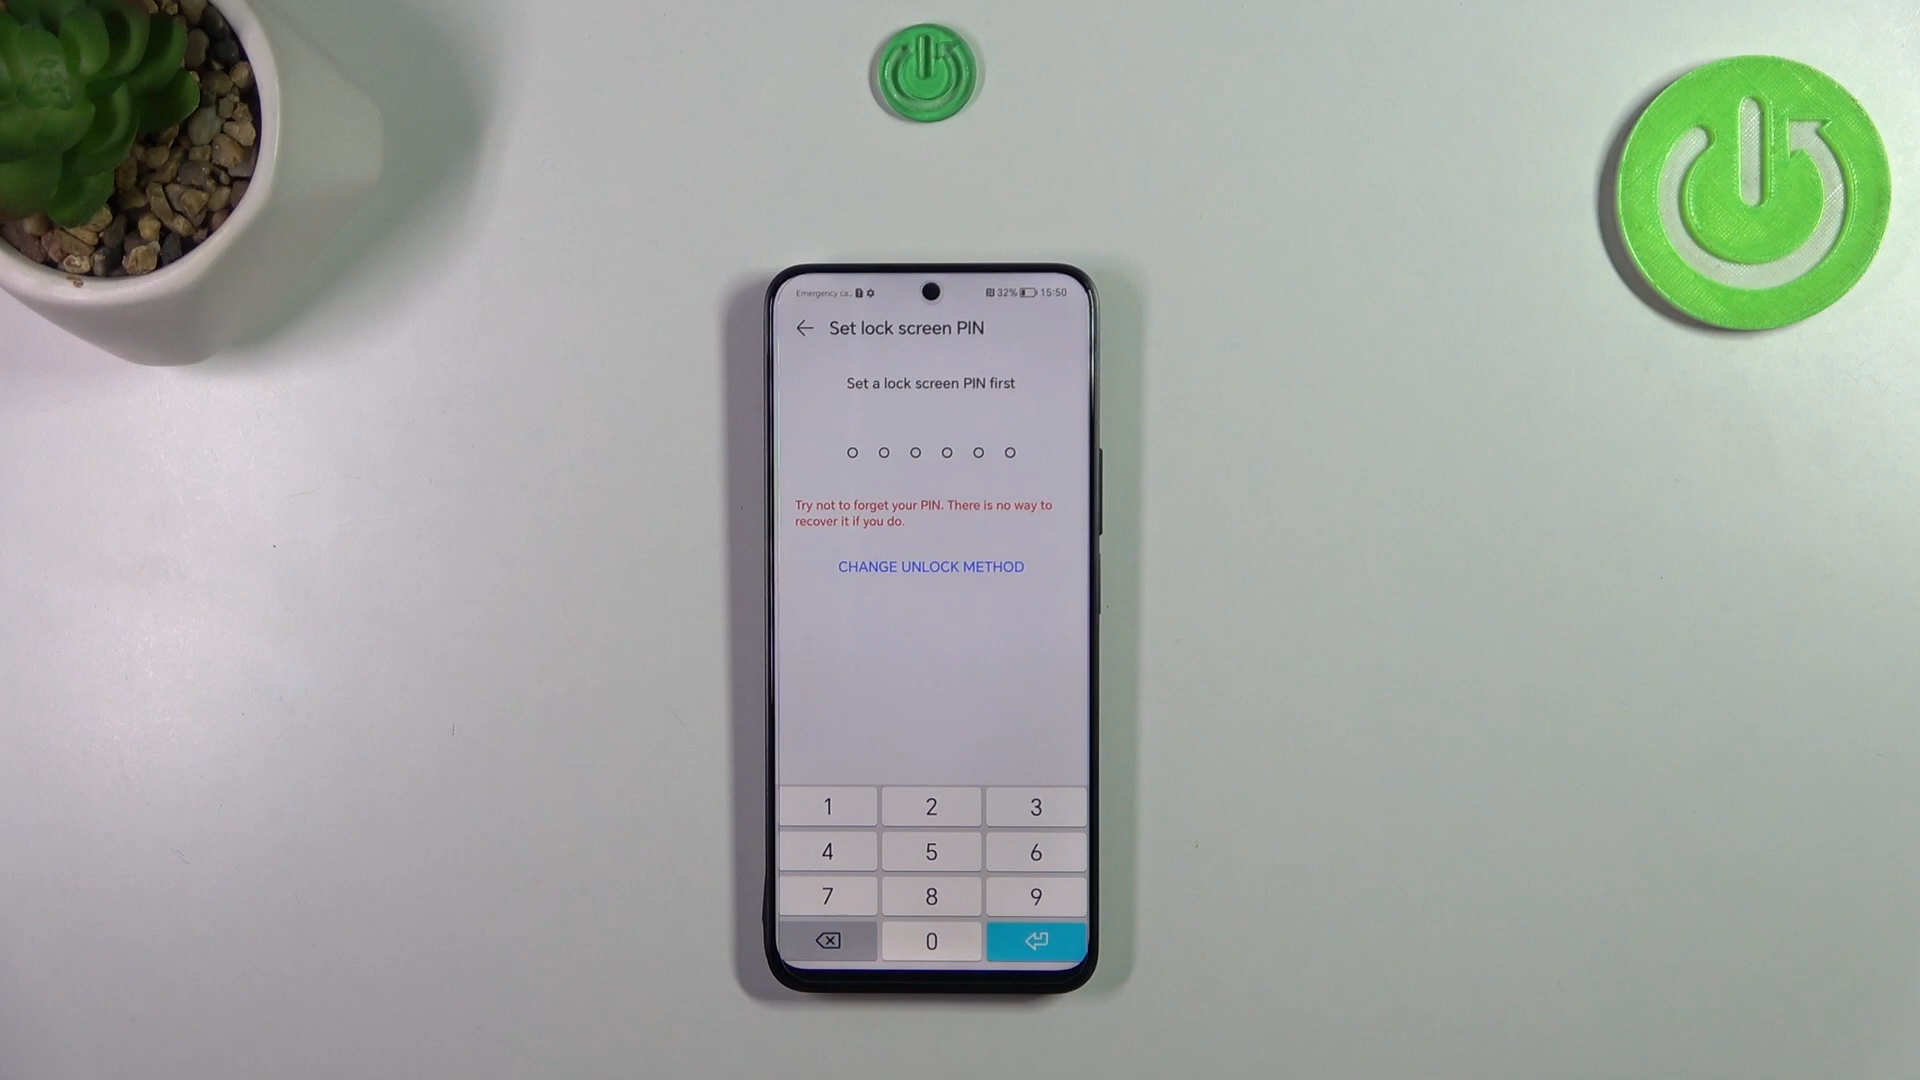 Emergency ca.. 32% 15:50
Set lock screen PIN
Set a lock screen PIN first
Try not to forget your PIN. There is no way to
recover it if you do.
CHANGE UNLOCK METHOD
1 2 3
4 5 6
7 8 9
0